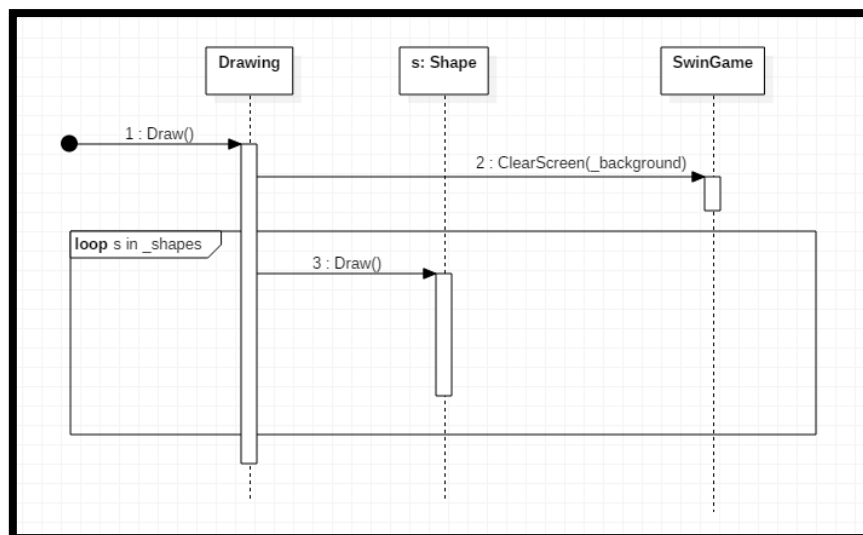 Drawing
s: Shape
SwinGame
1 : Draw()
2 : ClearScreen(_background)
loop s in _shapes
3 : Draw()